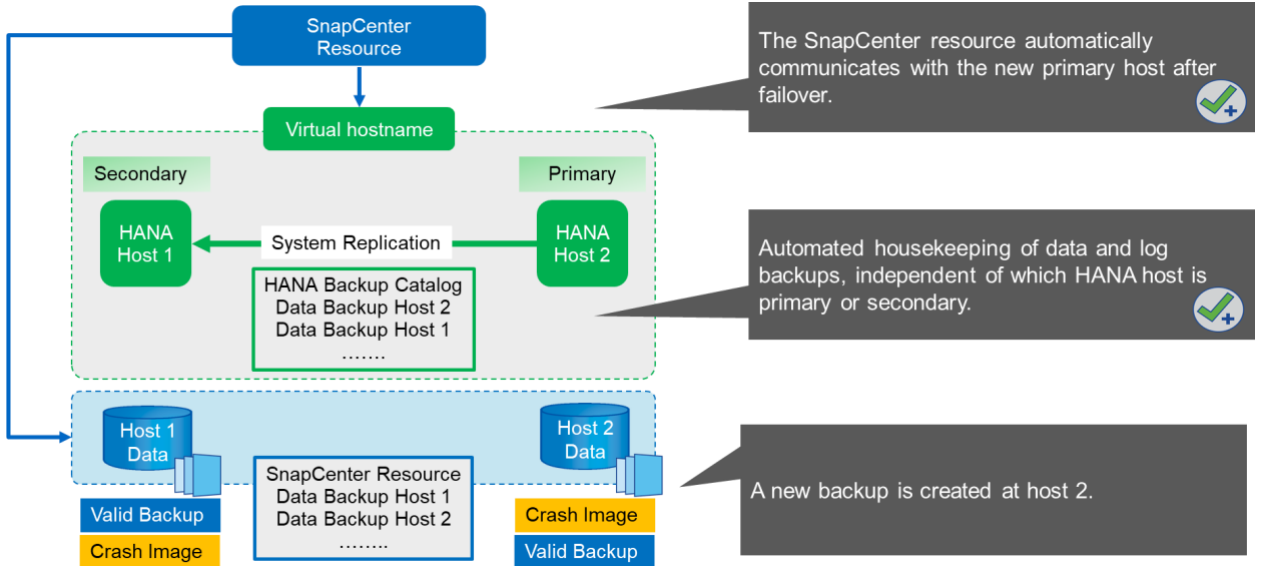 SnapCenter
Resource
Virtual hostname
Secondary
Primary
HANA
Host 1
System Replication
HANA
Host 2
HANA Backup Catalog
Data Backup Host 2
Data Backup Host 1
.......
Host 1
Data
Host 2
Data
SnapCenter Resource
Data Backup Host 1
Data Backup Host 2
........
Valid Backup
Crash Image
Crash Image
Valid Backup
The SnapCenter resource automatically
communicates with the new primary host after
failover.
Automated housekeeping of data and log
backups, independent of which HANA host is
primary or secondary.
A new backup is created at host 2.